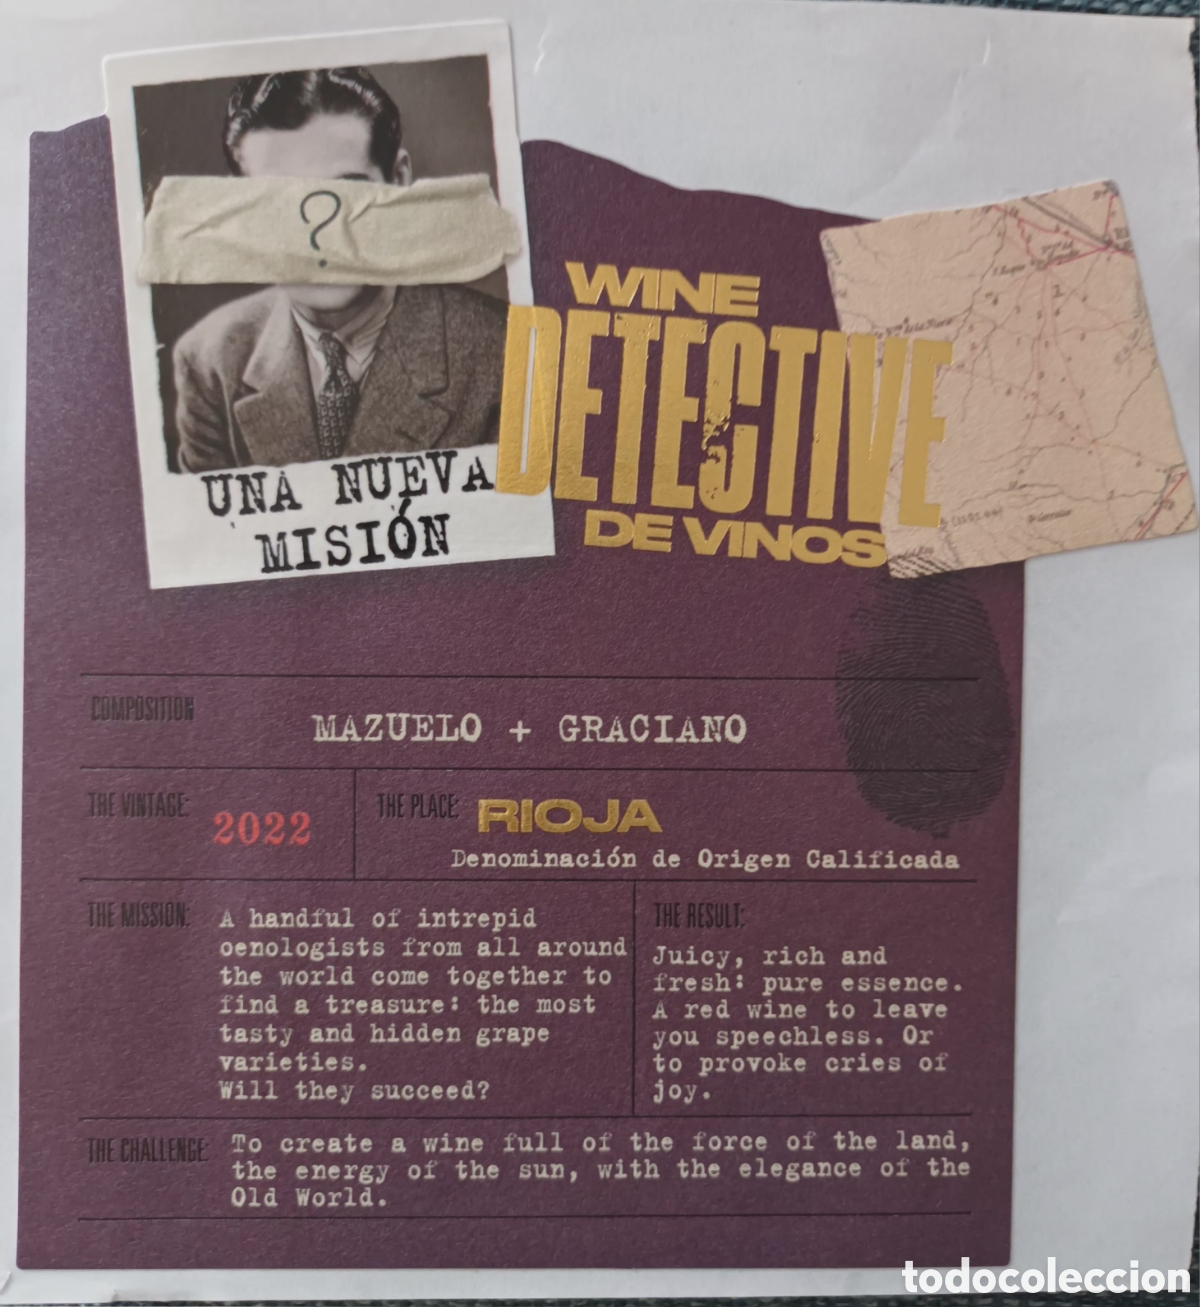 ?
UNA NUEVA
MISIÓN
WINE
DETECTIVE
DE VINOS
COMPOSITION
MAZUELO + GRACIANO
THE VINTAGE:
2022
THE PLACE:
RIOJA
Denominación de Origen Calificada
THE MISSION:
A handful of intrepid
oenologists from all around
the world come together to
find a treasure: the most
tasty and hidden grape
varieties.
Will they succeed?
THE RESULT:
Juicy, rich and
fresh: pure essence.
A red wine to leave
you speechless. Or
to provoke cries of
joy.
THE CHALLENGE:
To create a wine full of the force of the land,
the energy of the sun, with the elegance of the
Old World.
todocoleccion